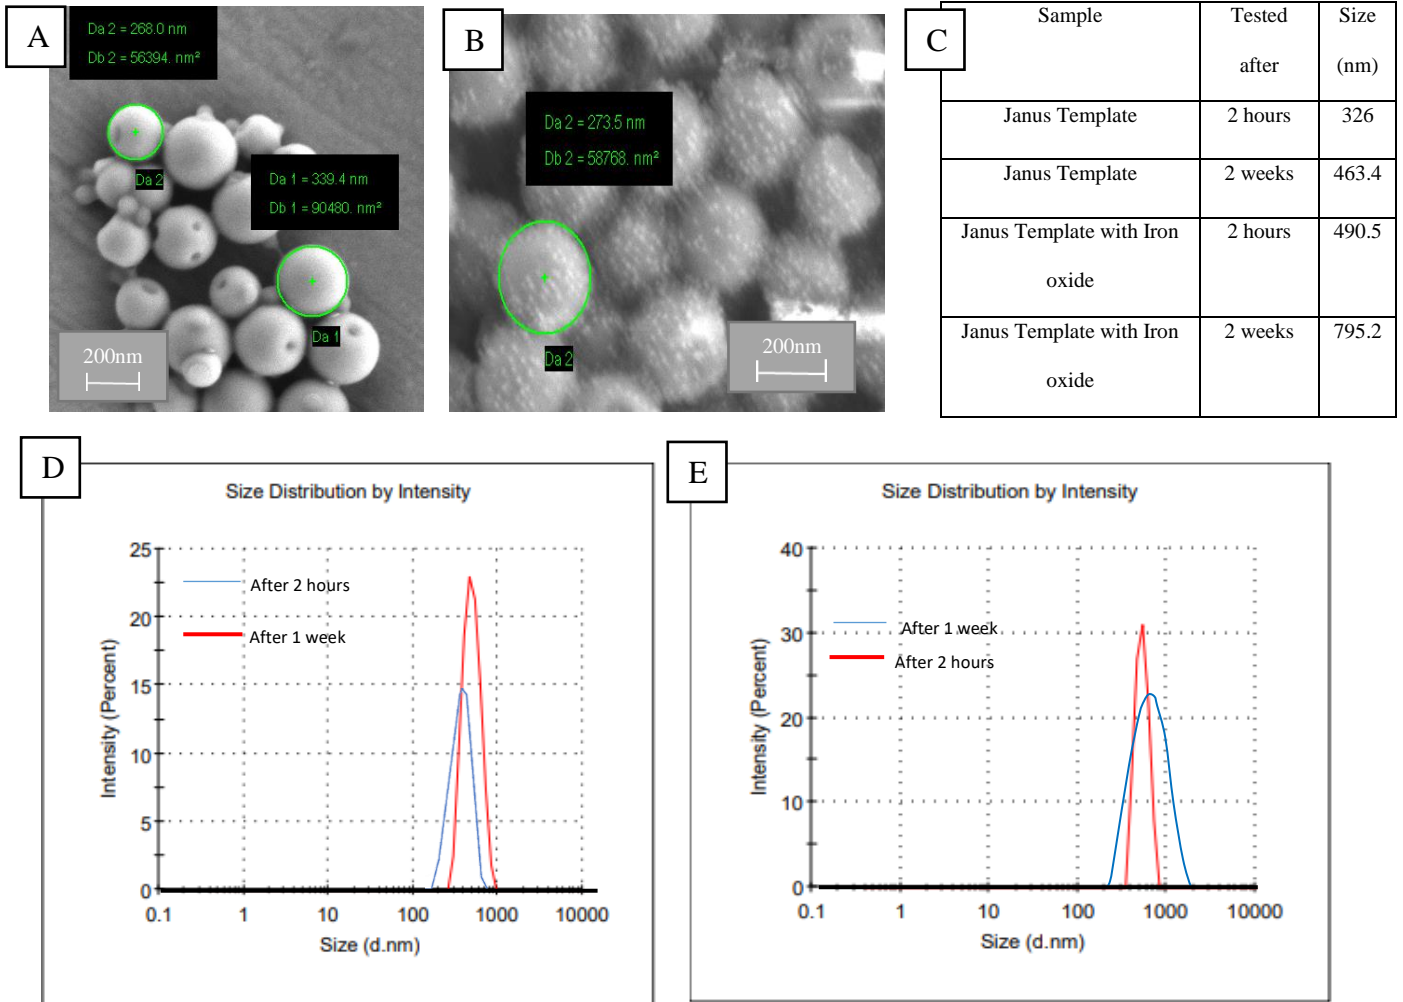 A
Da 2 = 268.0 nm
Db 2 = 56394. nm²
Da 2
Da 1 = 339.4 nm
Db 1 = 90480. nm²
Da 1
200nm
B
Da 2 = 273.5 nm
Db 2 = 58768. nm²
Da 2
200nm
C
Sample Tested after Size (nm)
Janus Template 2 hours 326
Janus Template 2 weeks 463.4
Janus Template with Iron oxide 2 hours 490.5
Janus Template with Iron oxide 2 weeks 795.2
D
Size Distribution by Intensity
25
20
15
10
5
0
Intensity (Percent)
After 2 hours
After 1 week
0.1 1 10 100 1000 10000
Size (d.nm)
E
Size Distribution by Intensity
40
30
20
10
0
Intensity (Percent)
After 1 week
After 2 hours
0.1 1 10 100 1000 10000
Size (d.nm)